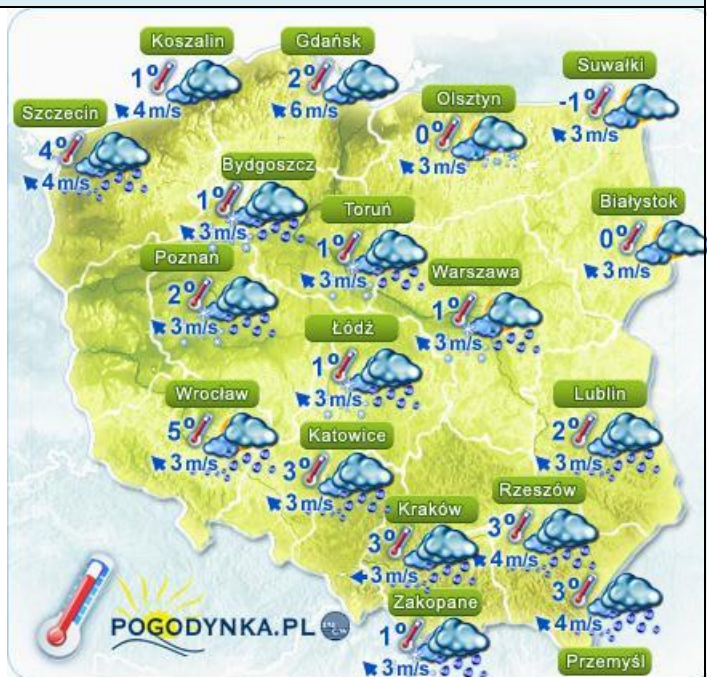 Koszalin
1°
4 m/s
Gdańsk
2°
6 m/s
Suwałki
-1°
3 m/s
Szczecin
4°
4 m/s
Olsztyn
0°
3 m/s
Bydgoszcz
1°
3 m/s
Toruń
1°
3 m/s
Białystok
0°
3 m/s
Poznań
2°
3 m/s
Warszawa
1°
3 m/s
Łódź
1°
3 m/s
Wrocław
5°
3 m/s
Katowice
3°
3 m/s
Lublin
2°
3 m/s
Kraków
3°
3 m/s
Rzeszów
3°
4 m/s
Zakopane
1°
3 m/s
3°
4 m/s
Przemyśl
POGODYNKA.PL